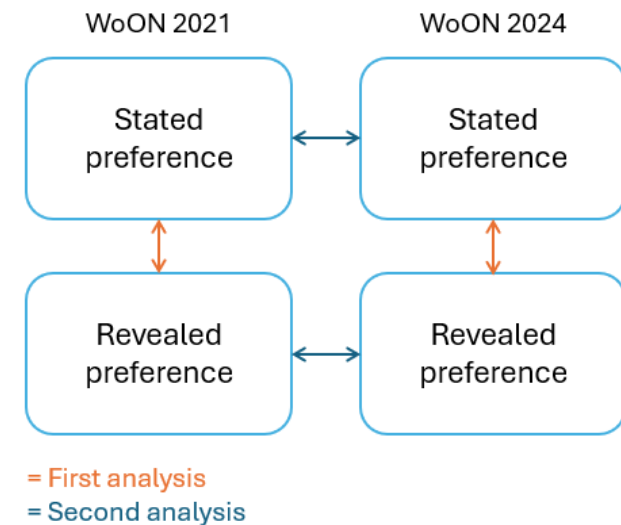 WoON 2021
WoON 2024
Stated
preference
Stated
preference
Revealed
preference
Revealed
preference
= First analysis
= Second analysis